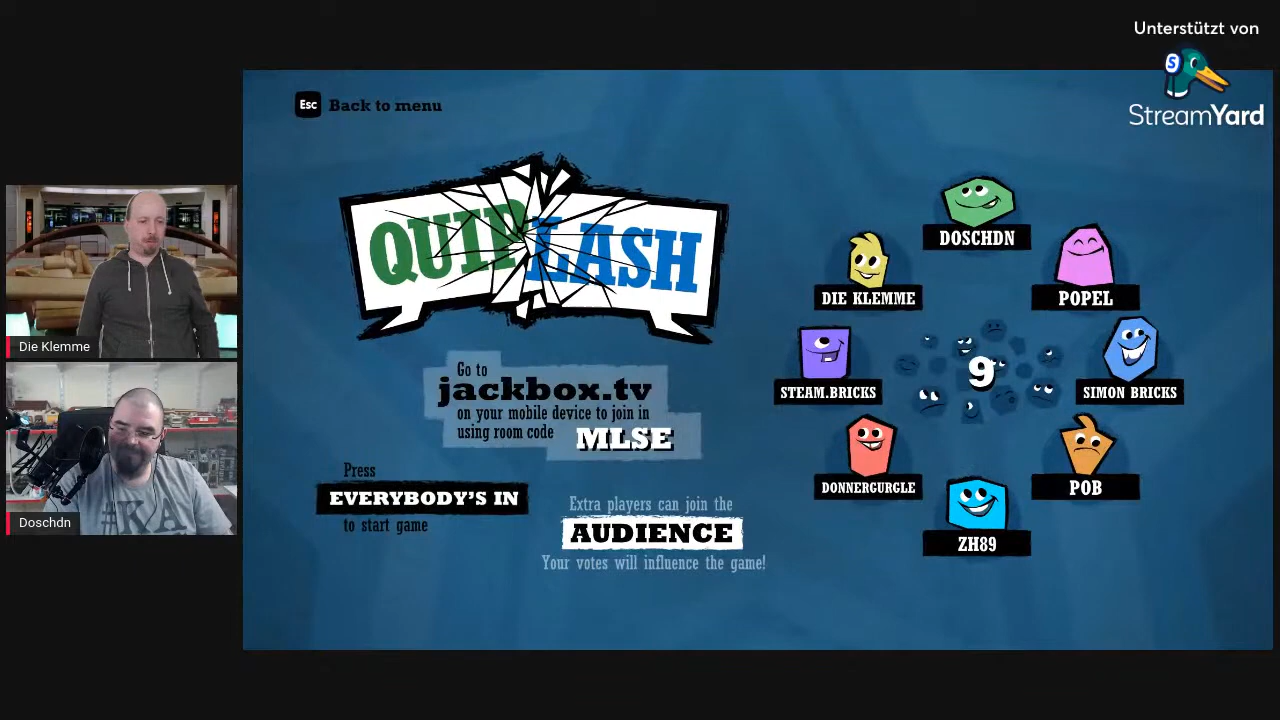 Unterstützt von
StreamYard
Esc Back to menu
QUIPLASH
Go to
jackbox.tv
on your mobile device to join in
using room code MLSE
Press
EVERYBODY'S IN
to start game
Extra players can join the
AUDIENCE
Your votes will influence the game!
DOSCHDN
DIE KLEMME
POPEL
STEAM.BRICKS
9
SIMON BRICKS
DONNERGURGLE
POB
ZH89
Die Klemme
#KA
Doschdn